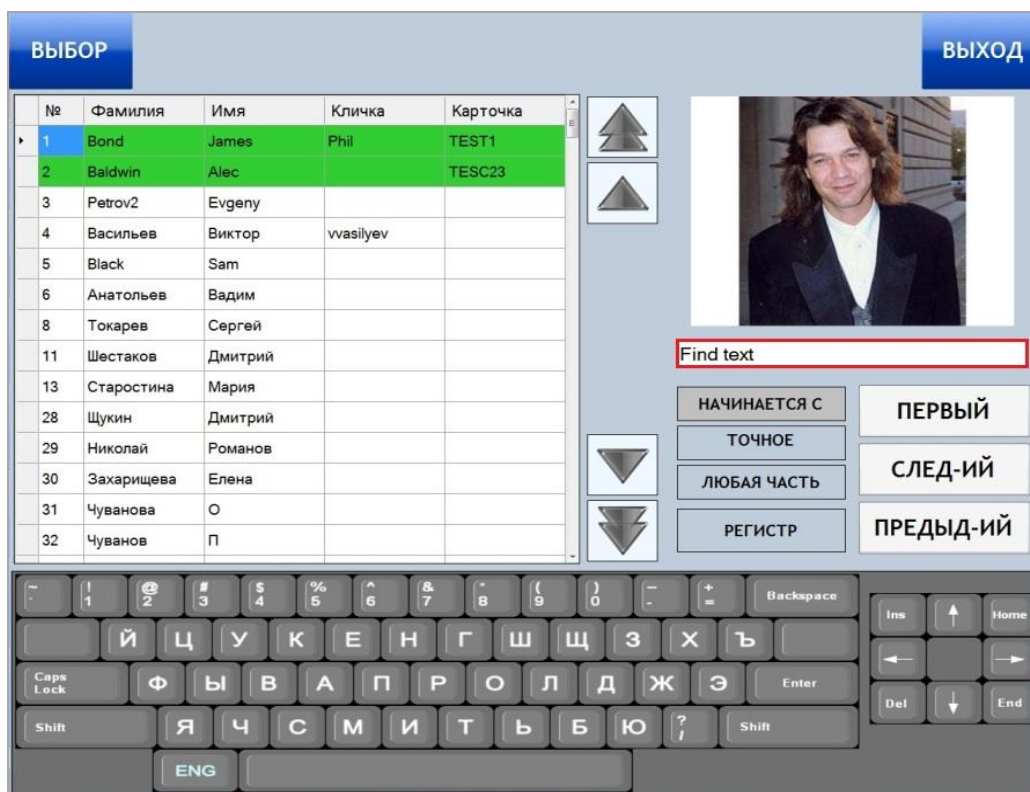 ВЫБОР
ВЫХОД
№ Фамилия Имя Кличка Карточка
1 Bond James Phil TEST1
2 Baldwin Alec TESC23
3 Petrov2 Evgeny
4 Васильев Виктор vvasilyev
5 Black Sam
6 Анатольев Вадим
8 Токарев Сергей
11 Шестаков Дмитрий
13 Старостина Мария
28 Щукин Дмитрий
29 Николай Романов
30 Захарищева Елена
31 Чуванова О
32 Чуванов П
Find text
НАЧИНАЕТСЯ С
ТОЧНОЕ
ЛЮБАЯ ЧАСТЬ
РЕГИСТР
ПЕРВЫЙ
СЛЕД-ИЙ
ПРЕДЫД-ИЙ
~ ! @ # $ % ^ & ( ) – +
1 2 3 4 5 6 7 8 9 0 - = Backspace
Й Ц У К Е Н Г Ш Щ З Х Ъ
Caps Lock Ф Ы В А П Р О Л Д Ж Э Enter
Shift Я Ч С М И Т Ь Б Ю ? / Shift
ENG
Ins Home
Del End